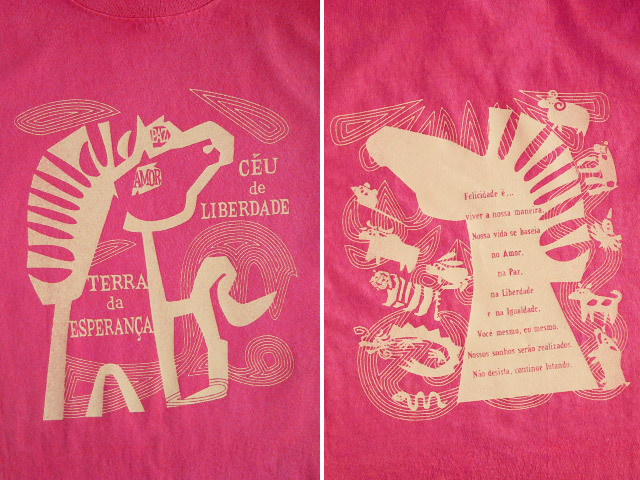 PAZ
AMOR
CÉU
de
LIBERDADE
TERRA
da
ESPERANÇA
Felicidade é...
viver a nossa maneira.
Nossa vida se baseia
no Amor,
na Paz,
na Liberdade
e na Igualdade.
Você mesmo, eu mesmo.
Nossos sonhos serão realizados.
Não desista, continue lutando.